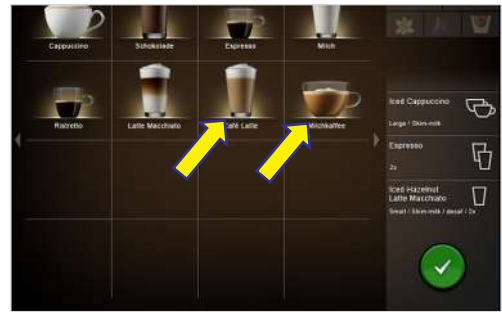 Cappuccino
Schokolade
Espresso
Milch
Ristretto
Latte Macchiato
Café Latte
Milchkaffee
Iced Cappuccino
Large / Skim-milk
Espresso
2x
Iced Hazelnut
Latte Macchiato
Small / Skim-milk / decaf / 2x